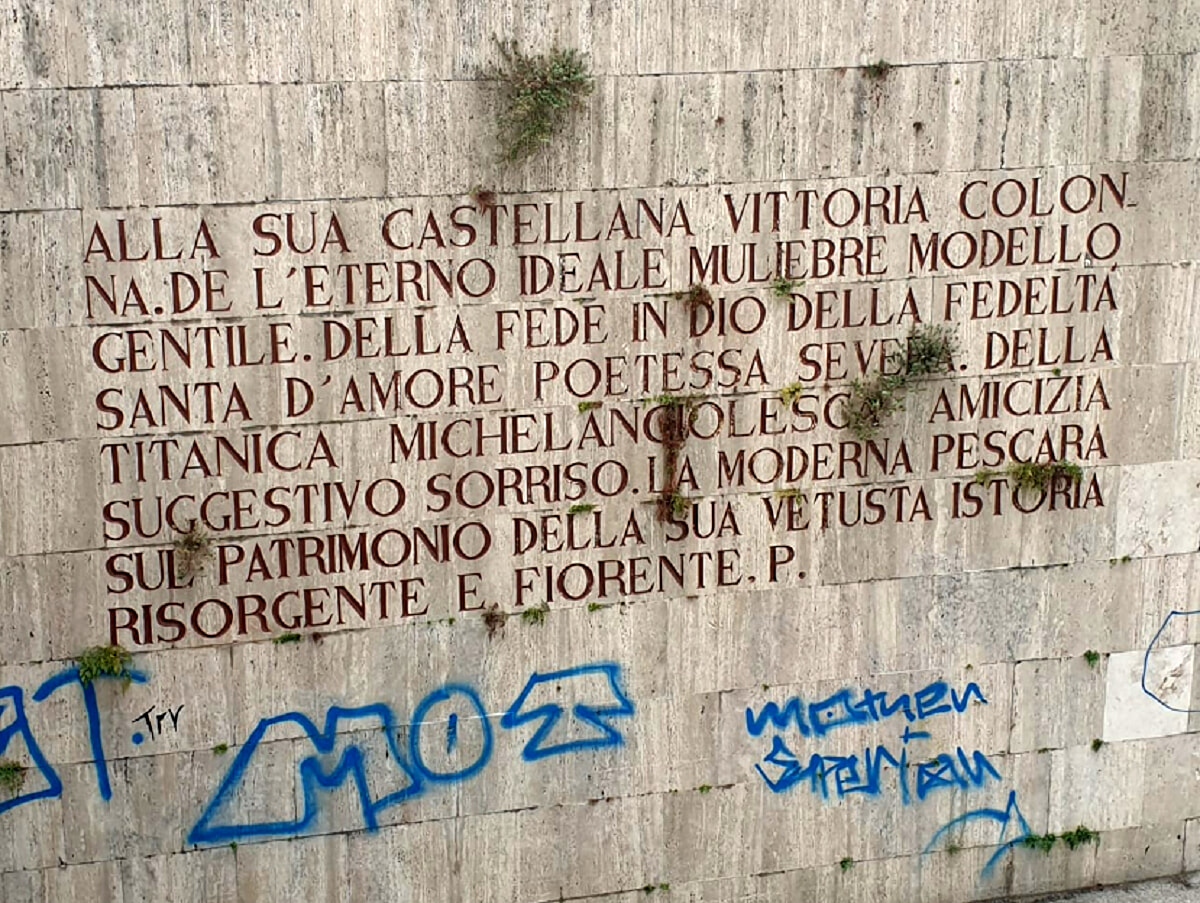 ALLA SUA CASTELLANA VITTORIA COLON-
NA. DE L'ETERNO IDEALE MULIEBRE MODELLO
GENTILE. DELLA FEDE IN DIO DELLA FEDELTÀ
SANTA D'AMORE POETESSA SEVERA. DELLA
TITANICA MICHELANGIOLESCA AMICIZIA
SUGGESTIVO SORRISO. LA MODERNA PESCARA
SUL PATRIMONIO DELLA SUA VETUSTA ISTORIA
RISORGENTE E FIORENTE. P.